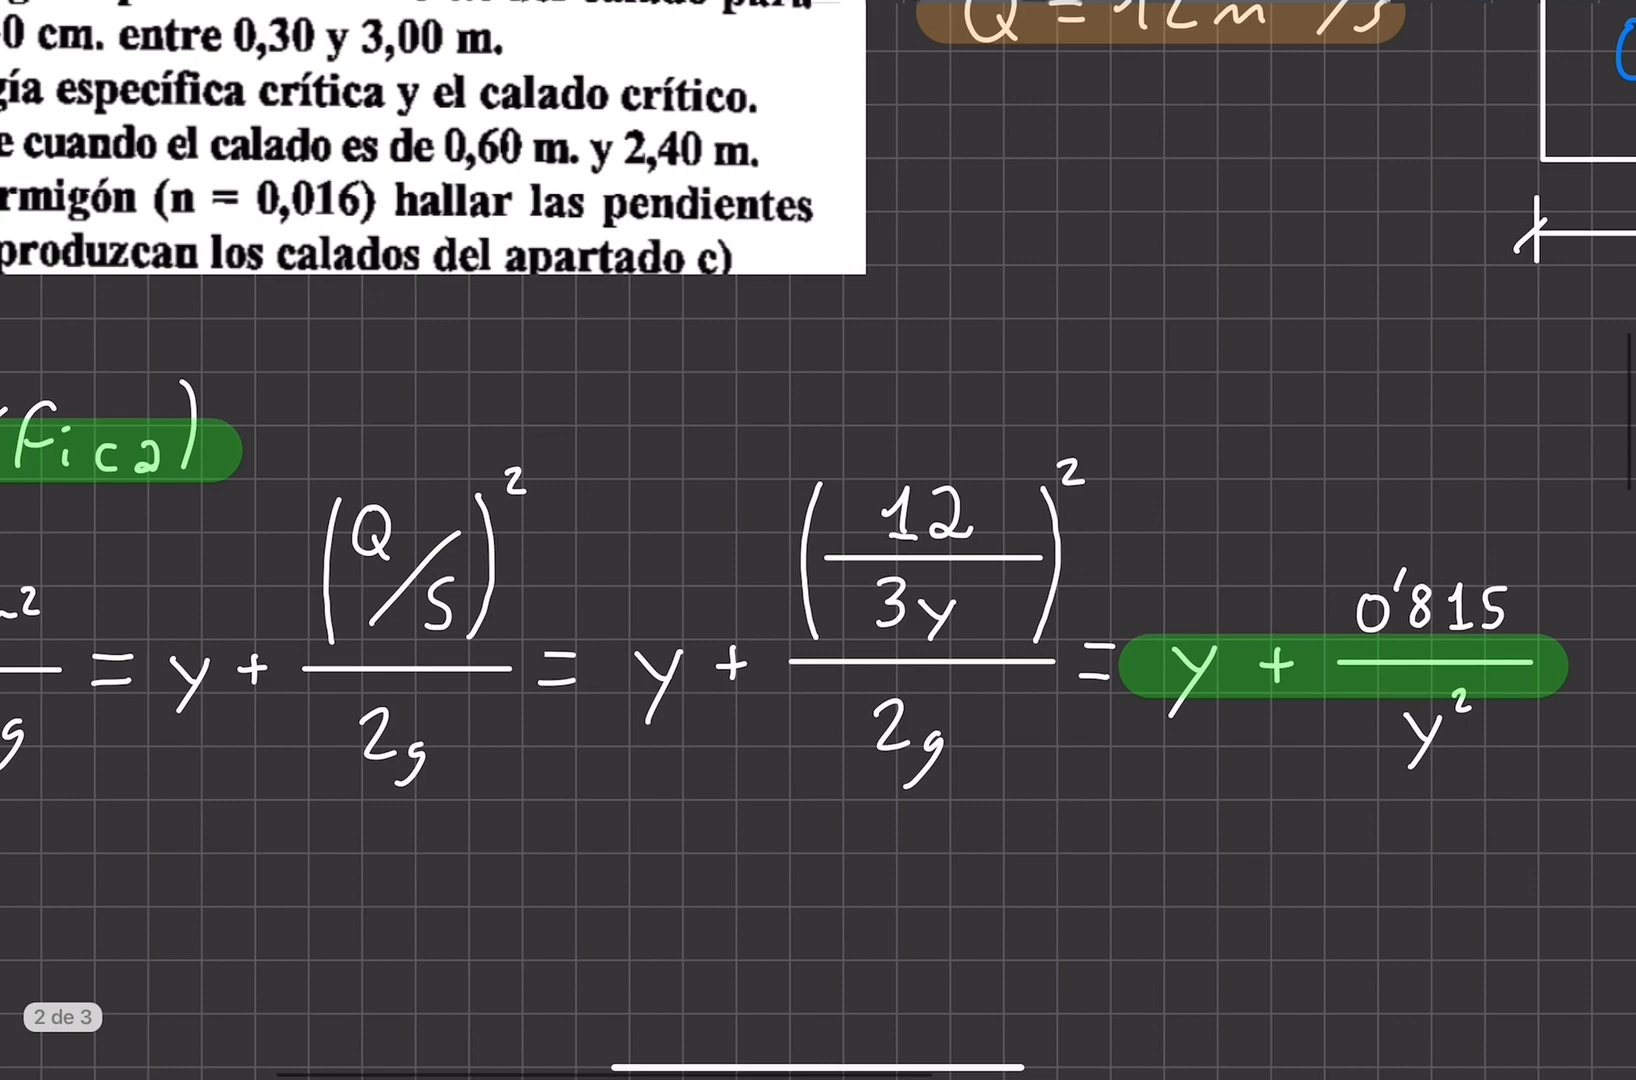 0 cm. entre 0,30 y 3,00 m.
gía específica crítica y el calado crítico.
e cuando el calado es de 0,60 m. y 2,40 m.
rmigón (n = 0,016) hallar las pendientes
produzcan los calados del apartado c)
Q = 12 m /s
fica)
2 / g = y + (Q/S)² / 2g = y + (12 / 3y)² / 2g = y + 0'815 / y²
2 de 3